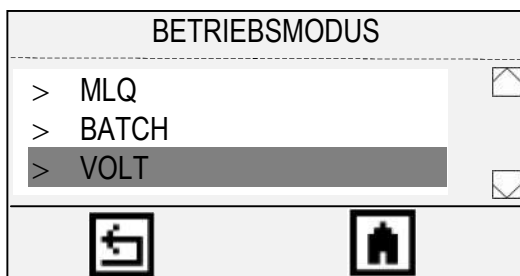 BETRIEBSMODUS
> MLQ
> BATCH
> VOLT